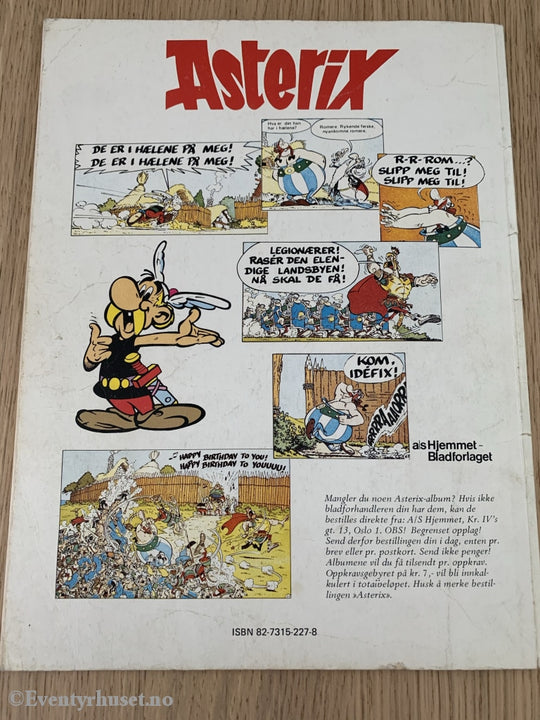 Asterix
DE ER I HÆLENE PÅ MEG!
DE ER I HÆLENE PÅ MEG!
Hva er det han
har i hælene?
Romere. Rykende ferske,
nyankomne romere.
R-R-ROM...?
SLIPP MEG TIL!
SLIPP MEG TIL!
LEGIONÆRER!
RASÉR DEN ELEN-
DIGE LANDSBYEN!
NÅ SKAL DE FÅ!
KOM,
IDÉFIX!
a/s Hjemmet -
Bladforlaget
HAPPY BIRTHDAY TO YOU!
HAPPY BIRTHDAY TO YOUUUU!
Mangler du noen Asterix-album? Hvis ikke
bladforhandleren din har dem, kan de
bestilles direkte fra: A/S Hjemmet, Kr. IV's
gt. 13, Oslo 1. OBS! Begrenset opplag!
Send derfor bestillingen din i dag, enten pr.
brev eller pr. postkort. Send ikke penger!
Albumene vil du få tilsendt pr. oppkrav.
Oppkravsgebyret på kr. 7,- vil bli innkal-
kulert i totalbeløpet. Husk å merke bestil-
lingen »Asterix».
ISBN 82-7315-227-8
©Eventyrhuset.no